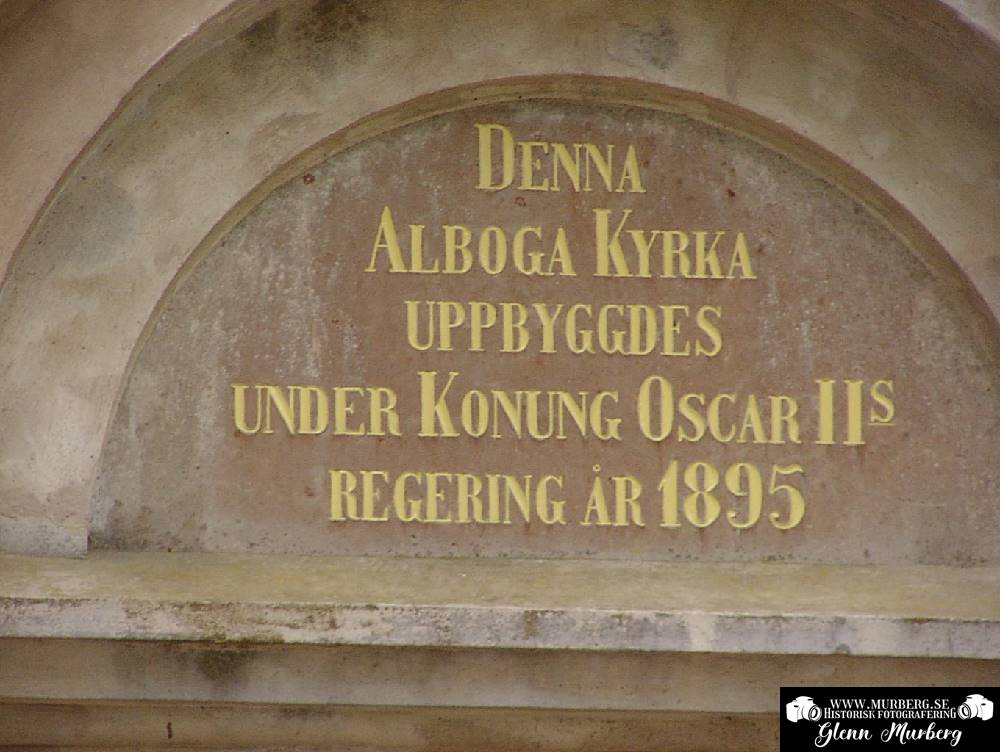 DENNA
ALBOGA KYRKA
UPPBYGGDES
UNDER KONUNG OSCAR IIS
REGERING ÅR 1895
WWW.MURBERG.SE
HISTORISK FOTOGRAFERING
Glenn Murberg